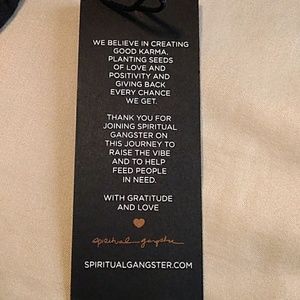 WE BELIEVE IN CREATING
GOOD KARMA,
PLANTING SEEDS
OF LOVE AND
POSITIVITY AND
GIVING BACK
EVERY CHANCE
WE GET.
THANK YOU FOR
JOINING SPIRITUAL
GANGSTER ON
THIS JOURNEY TO
RAISE THE VIBE
AND TO HELP
FEED PEOPLE
IN NEED.
WITH GRATITUDE
AND LOVE
spiritual gangster
SPIRITUALGANGSTER.COM